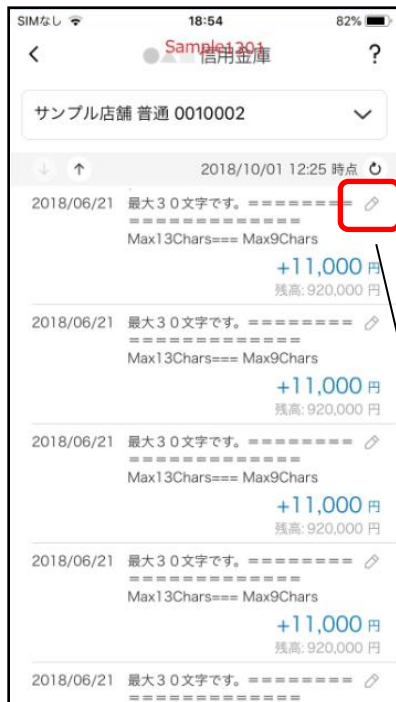 SIMなし 18:54 82%
Sample1201
信用金庫 ?
サンプル店舗 普通 0010002
2018/10/01 12:25 時点
2018/06/21 最大30文字です。========
=============
Max13Chars=== Max9Chars
+11,000 円
残高: 920,000 円
2018/06/21 最大30文字です。========
=============
Max13Chars=== Max9Chars
+11,000 円
残高: 920,000 円
2018/06/21 最大30文字です。========
=============
Max13Chars=== Max9Chars
+11,000 円
残高: 920,000 円
2018/06/21 最大30文字です。========
=============
Max13Chars=== Max9Chars
+11,000 円
残高: 920,000 円
2018/06/21 最大30文字です。========
=============